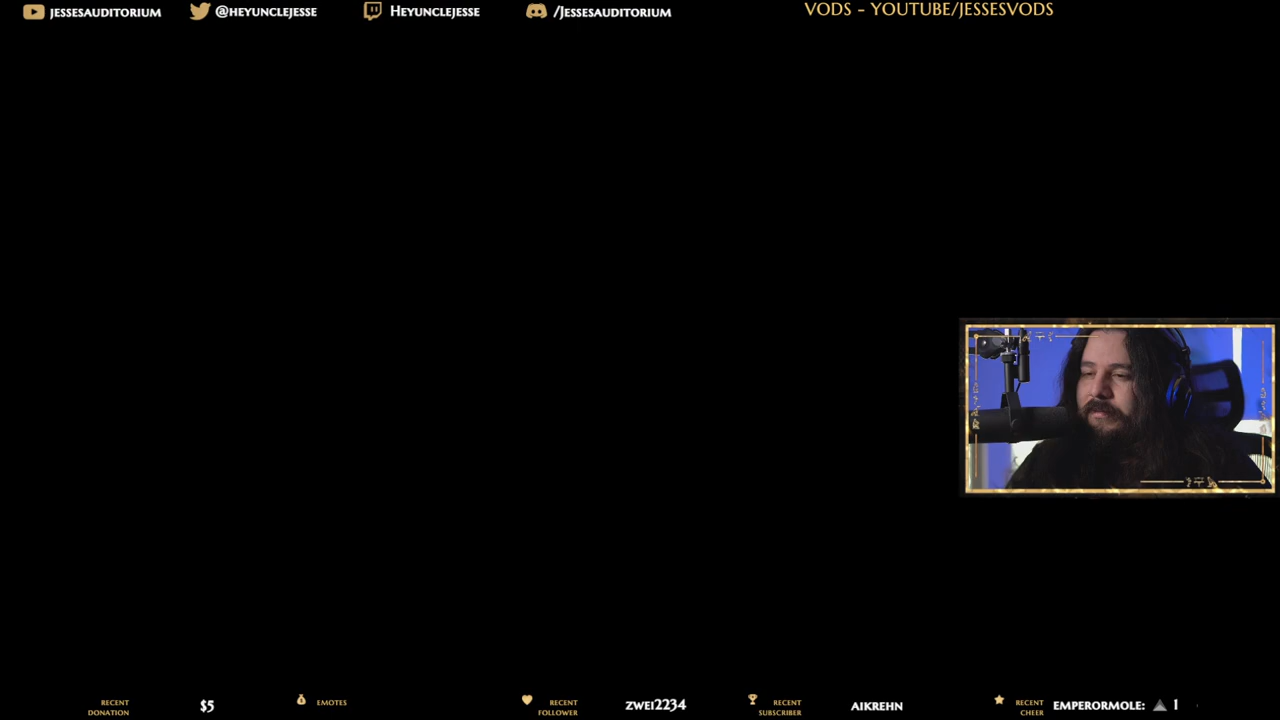 JESSESAUDITORIUM @HEYUNCLEJESSE HEYUNCLEJESSE /JESSESAUDITORIUM VODS - YOUTUBE/JESSESVODS
RECENT DONATION $5 EMOTES RECENT FOLLOWER ZWEI2234 RECENT SUBSCRIBER AIKREHN RECENT CHEER EMPERORMOLE: 1